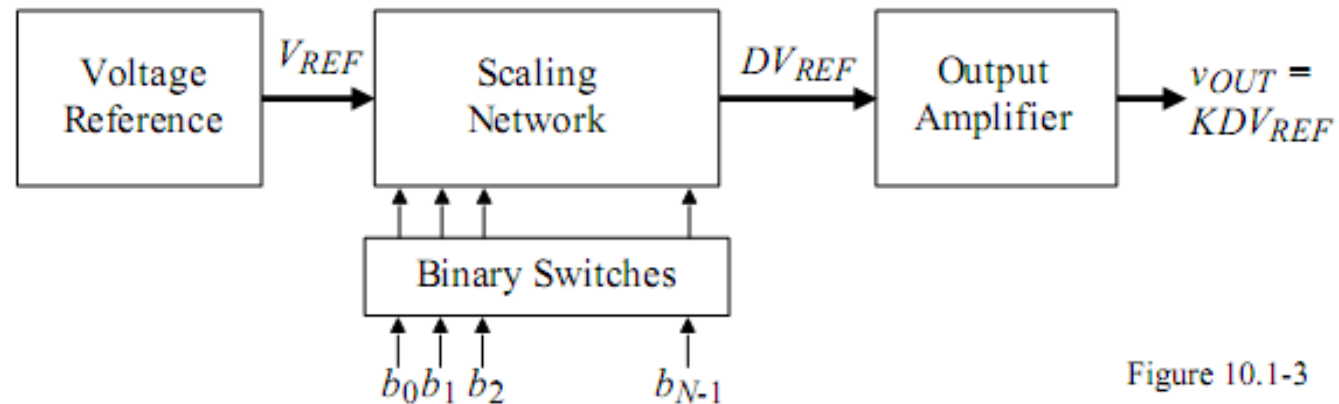 Voltage
Reference
V_REF
Scaling
Network
DV_REF
Output
Amplifier
v_OUT =
KDV_REF
Binary Switches
b_0 b_1 b_2 b_N-1
Figure 10.1-3